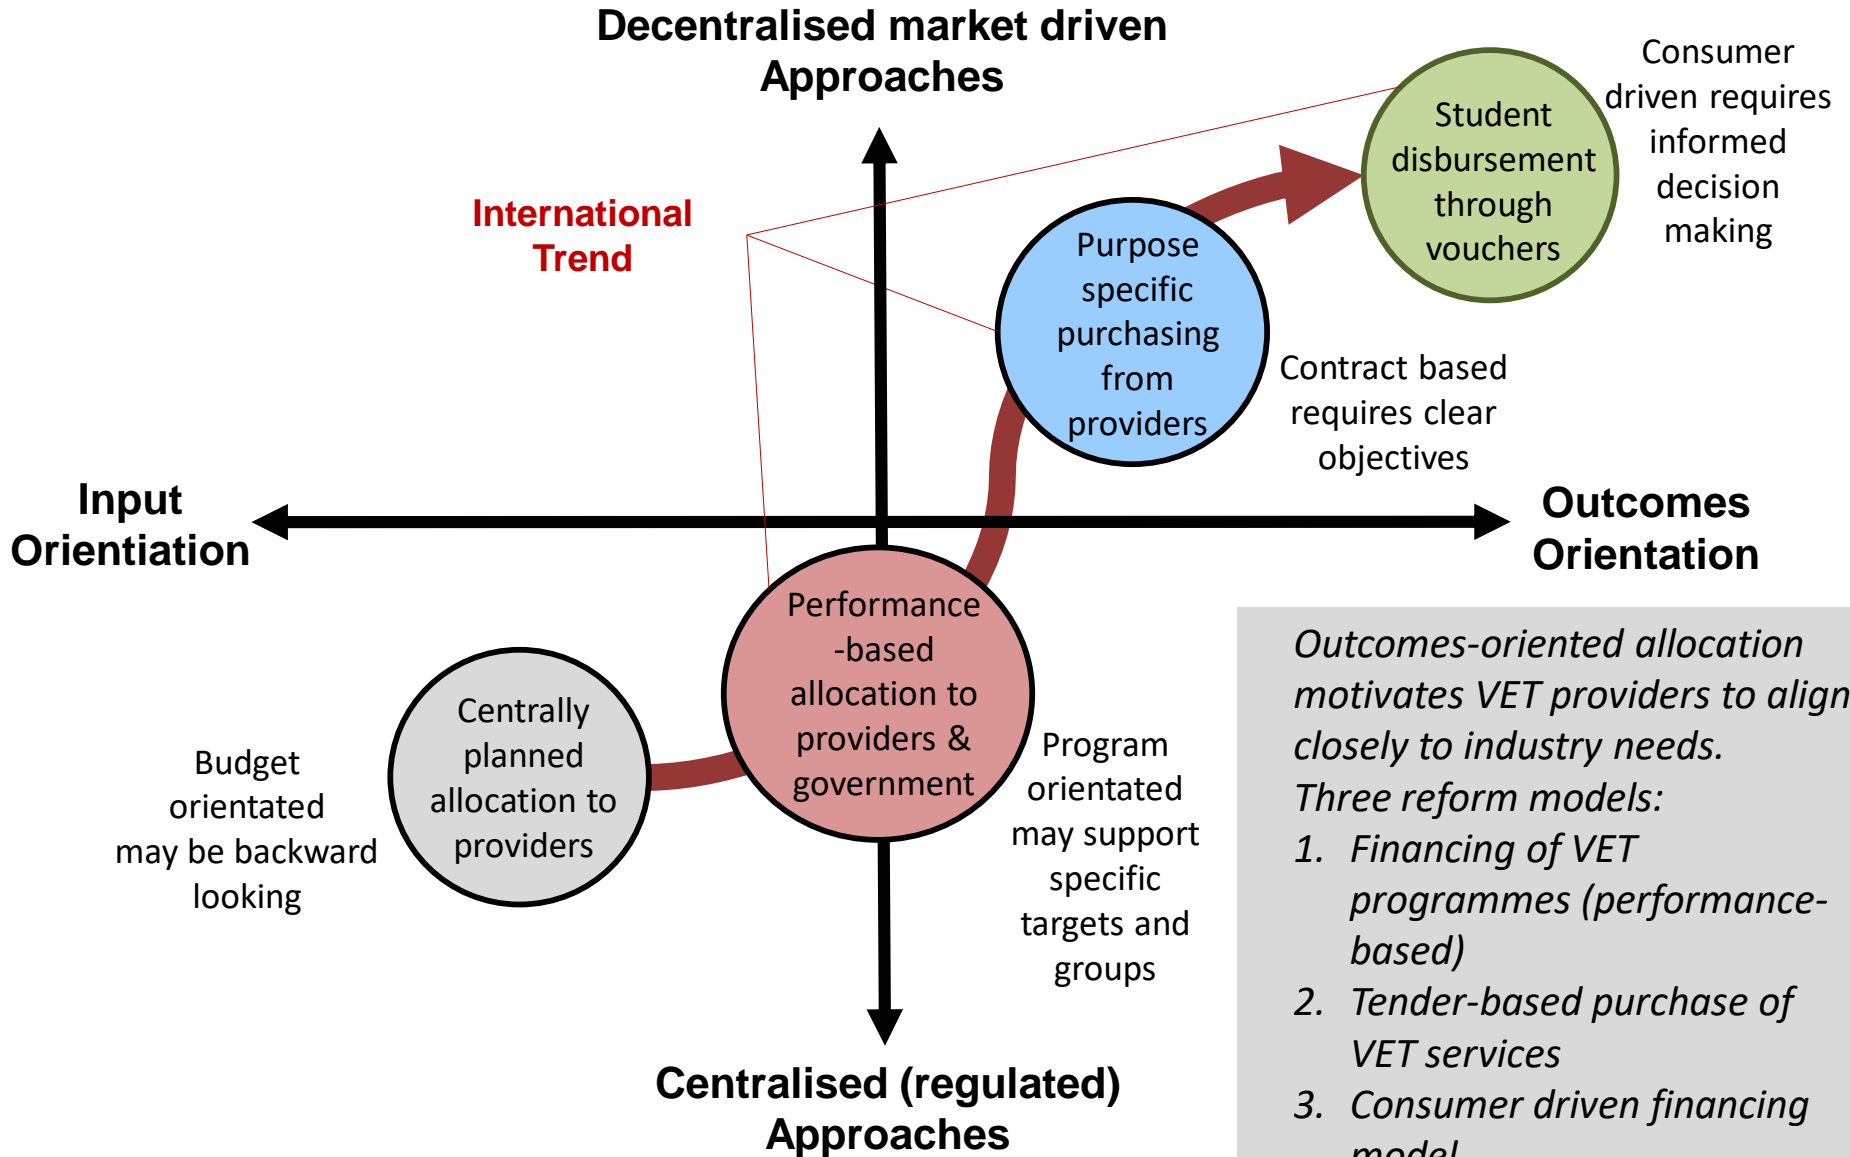 Decentralised market driven
Approaches
Consumer
driven requires
informed
decision
making
Student
disbursement
through
vouchers
International
Trend
Purpose
specific
purchasing
from
providers
Contract based
requires clear
objectives
Input
Orientiation
Outcomes
Orientation
Performance
-based
allocation to
providers &
government
Centrally
planned
allocation to
providers
Budget
orientated
may be backward
looking
Program
orientated
may support
specific
targets and
groups
Outcomes-oriented allocation
motivates VET providers to align
closely to industry needs.
Three reform models:
1. Financing of VET
programmes (performance-
based)
2. Tender-based purchase of
VET services
3. Consumer driven financing
model
Centralised (regulated)
Approaches